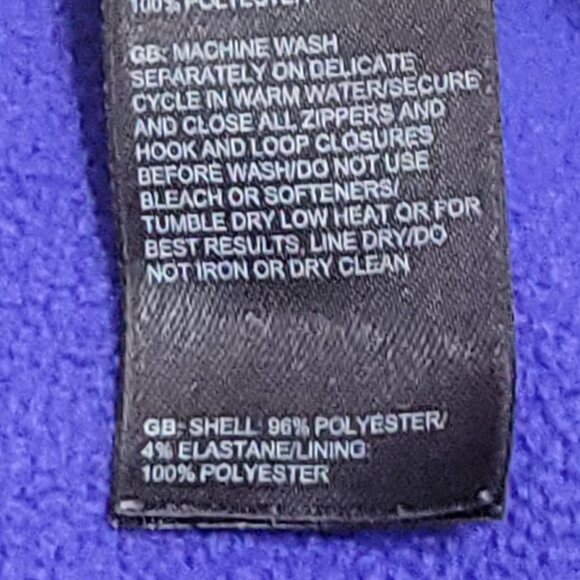 100% POLYESTER
GB: MACHINE WASH
SEPARATELY ON DELICATE
CYCLE IN WARM WATER/SECURE
AND CLOSE ALL ZIPPERS AND
HOOK AND LOOP CLOSURES
BEFORE WASH/DO NOT USE
BLEACH OR SOFTENERS/
TUMBLE DRY LOW HEAT OR FOR
BEST RESULTS, LINE DRY/DO
NOT IRON OR DRY CLEAN
GB: SHELL: 96% POLYESTER/
4% ELASTANE/LINING:
100% POLYESTER